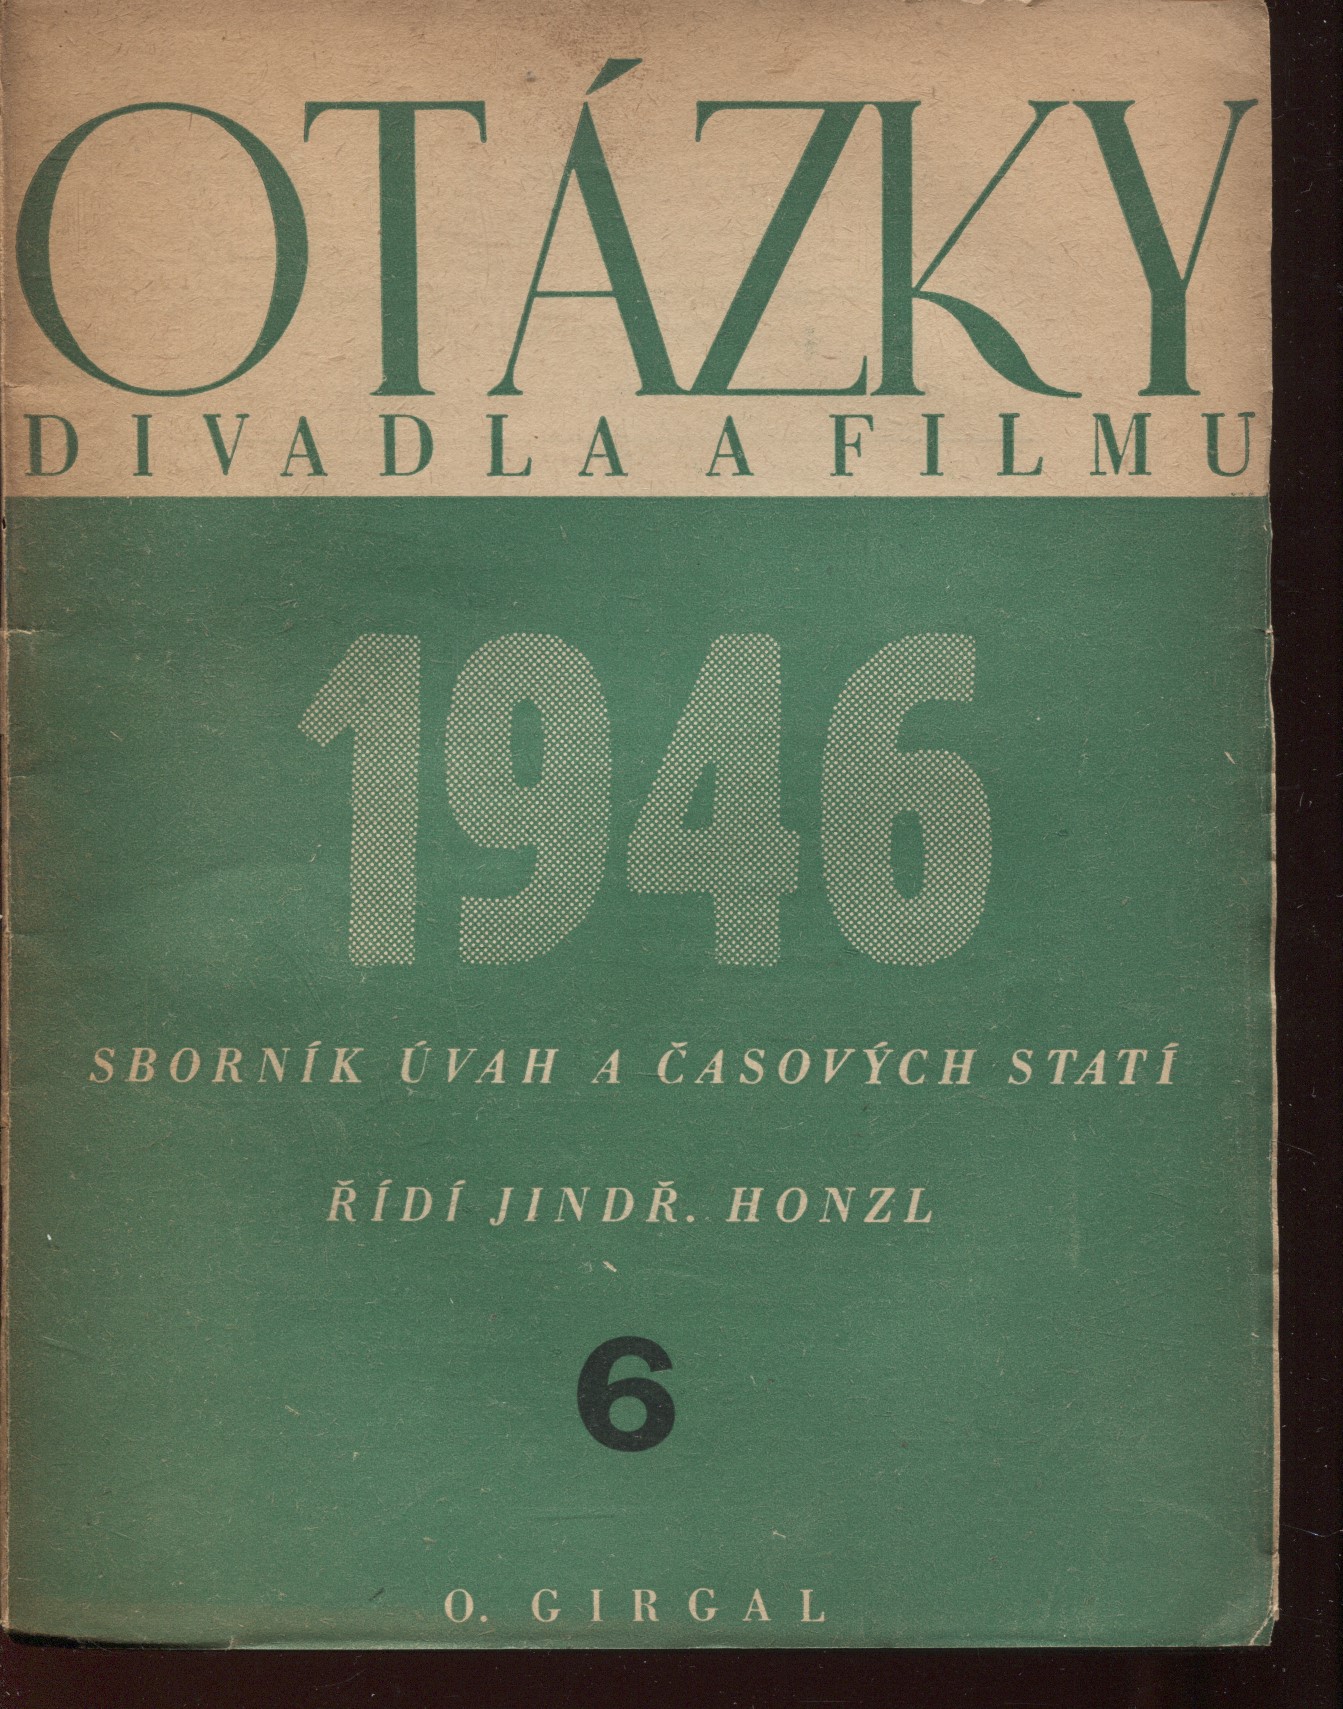 OTÁZKY
DIVADLA A FILMU
1946
SBORNÍK ÚVAH A ČASOVÝCH STATÍ
ŘÍDÍ JINDŘ. HONZL
6
O. GIRGAL